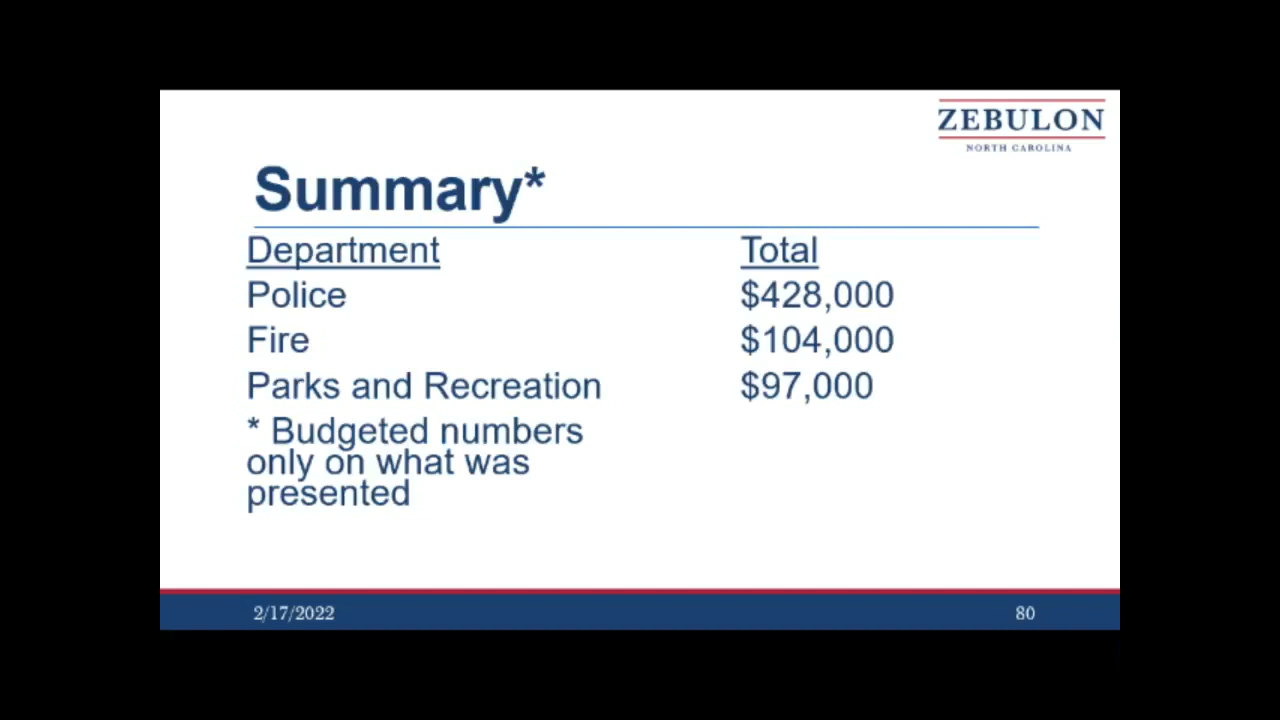 ZEBULON
NORTH CAROLINA
Summary*
Department Total
Police $428,000
Fire $104,000
Parks and Recreation $97,000
* Budgeted numbers
only on what was
presented
2/17/2022 80